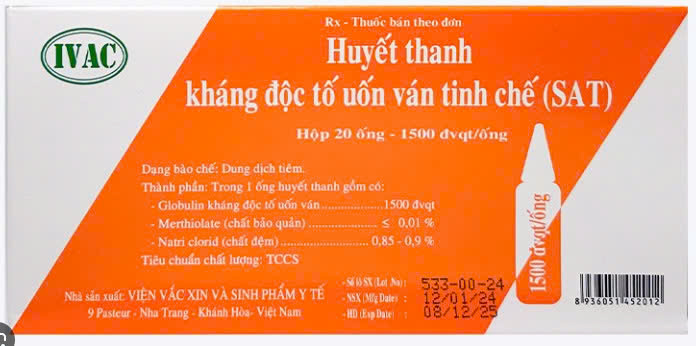 IVAC
Rx - Thuốc bán theo đơn
Huyết thanh
kháng độc tố uốn ván tinh chế (SAT)
Hộp 20 ống - 1500 đvqt/ống
Dạng bào chế: Dung dịch tiêm.
Thành phần: Trong 1 ống huyết thanh gồm có:
- Globulin kháng độc tố uốn ván....................1500 đvqt
- Merthiolate (chất bảo quản) ...................... ≤ 0,01 %
- Natri clorid (chất đệm)............................ 0,85 - 0,9 %
Tiêu chuẩn chất lượng: TCCS
1500 đvqt/ống
Nhà sản xuất: VIỆN VẮC XIN VÀ SINH PHẨM Y TẾ
9 Pasteur - Nha Trang - Khánh Hòa- Việt Nam
- Số lô SX (Lot No) : 533-00-24
- NSX (Mfg Date) : 12/01/24
- HD (Exp Date) : 08/12/25
8 936051 452012